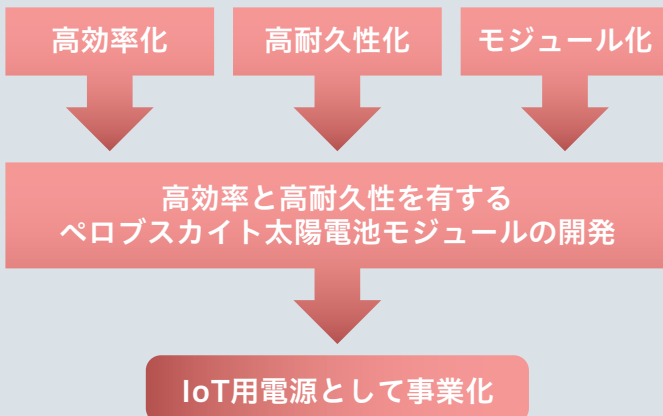 高効率化
高耐久性化
モジュール化
高効率と高耐久性を有する
ペロブスカイト太陽電池モジュールの開発
IoT用電源として事業化